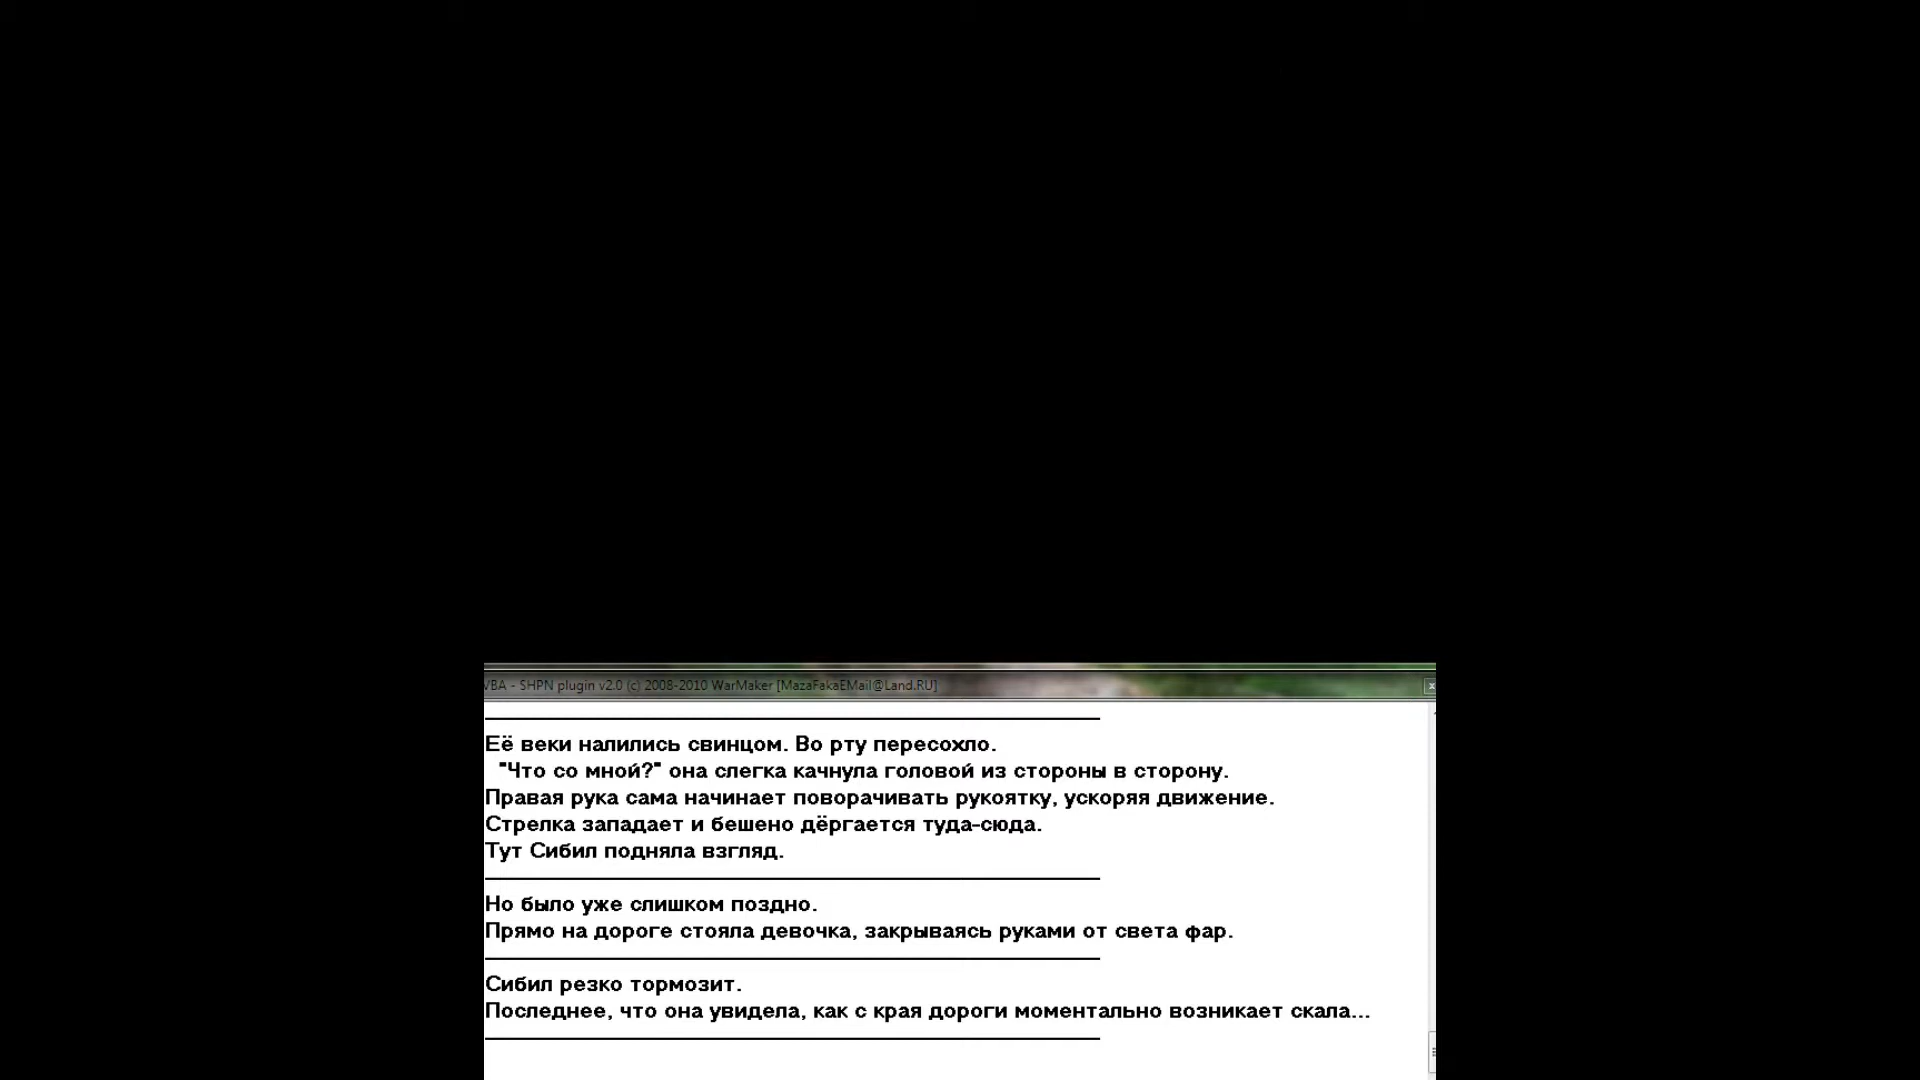 VBA - SHPN plugin v2.0 (c) 2008-2010 WarMaker [MazaFakaEMail@Land.RU]
Её веки налились свинцом. Во рту пересохло.
"Что со мной?" она слегка качнула головой из стороны в сторону.
Правая рука сама начинает поворачивать рукоятку, ускоряя движение.
Стрелка западает и бешено дёргается туда-сюда.
Тут Сибил подняла взгляд.
Но было уже слишком поздно.
Прямо на дороге стояла девочка, закрываясь руками от света фар.
Сибил резко тормозит.
Последнее, что она увидела, как с края дороги моментально возникает скала...